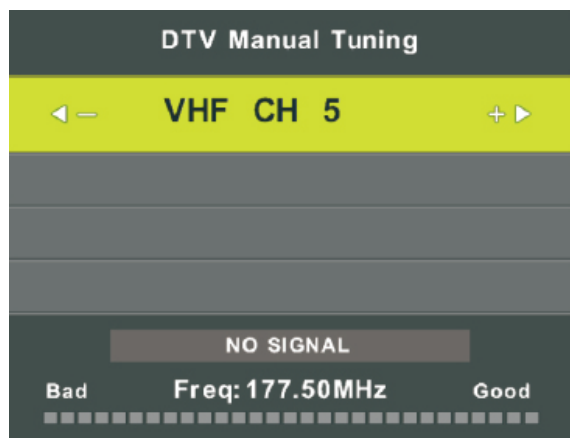 DTV Manual Tuning
– VHF CH 5 +
NO SIGNAL
Bad Freq: 177.50MHz Good